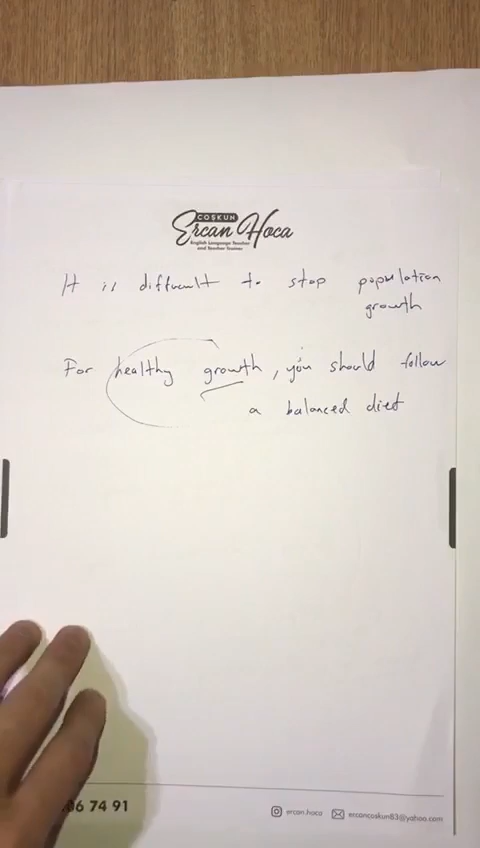 COŞKUN
Ercan Hoca
English Language Teacher
and Teacher Trainer
It is difficult to stop population
growth
For healthy growth, you should follow
a balanced diet
06 74 91
ercan.hoca
ercancoskun83@yahoo.com